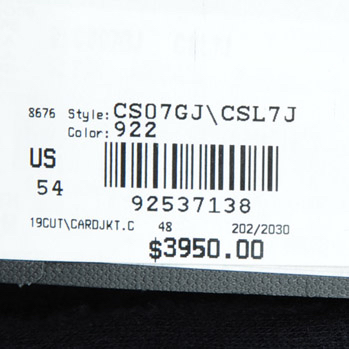 8676 Style: CS07GJ\CSL7J
Color: 922
US
54
92537138
19CUT\CARDJKT.C 48 202/2030
$3950.00